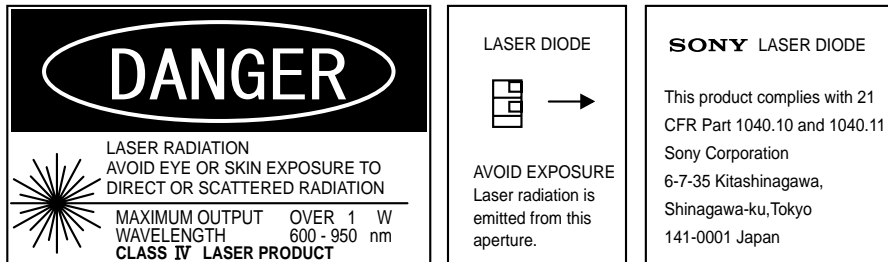 DANGER
LASER RADIATION
AVOID EYE OR SKIN EXPOSURE TO
DIRECT OR SCATTERED RADIATION
MAXIMUM OUTPUT OVER 1 W
WAVELENGTH 600 - 950 nm
CLASS Ⅳ LASER PRODUCT
LASER DIODE
AVOID EXPOSURE
Laser radiation is
emitted from this
aperture.
SONY LASER DIODE
This product complies with 21
CFR Part 1040.10 and 1040.11
Sony Corporation
6-7-35 Kitashinagawa,
Shinagawa-ku,Tokyo
141-0001 Japan